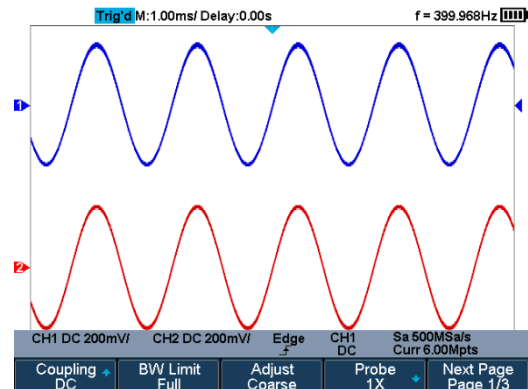 Trig'd M:1.00ms/ Delay:0.00s f = 399.968Hz
1
2
CH1 DC 200mV/ CH2 DC 200mV/ Edge CH1 DC Sa 500MSa/s Curr 6.00Mpts
Coupling DC BW Limit Full Adjust Coarse Probe 1X Next Page Page 1/3